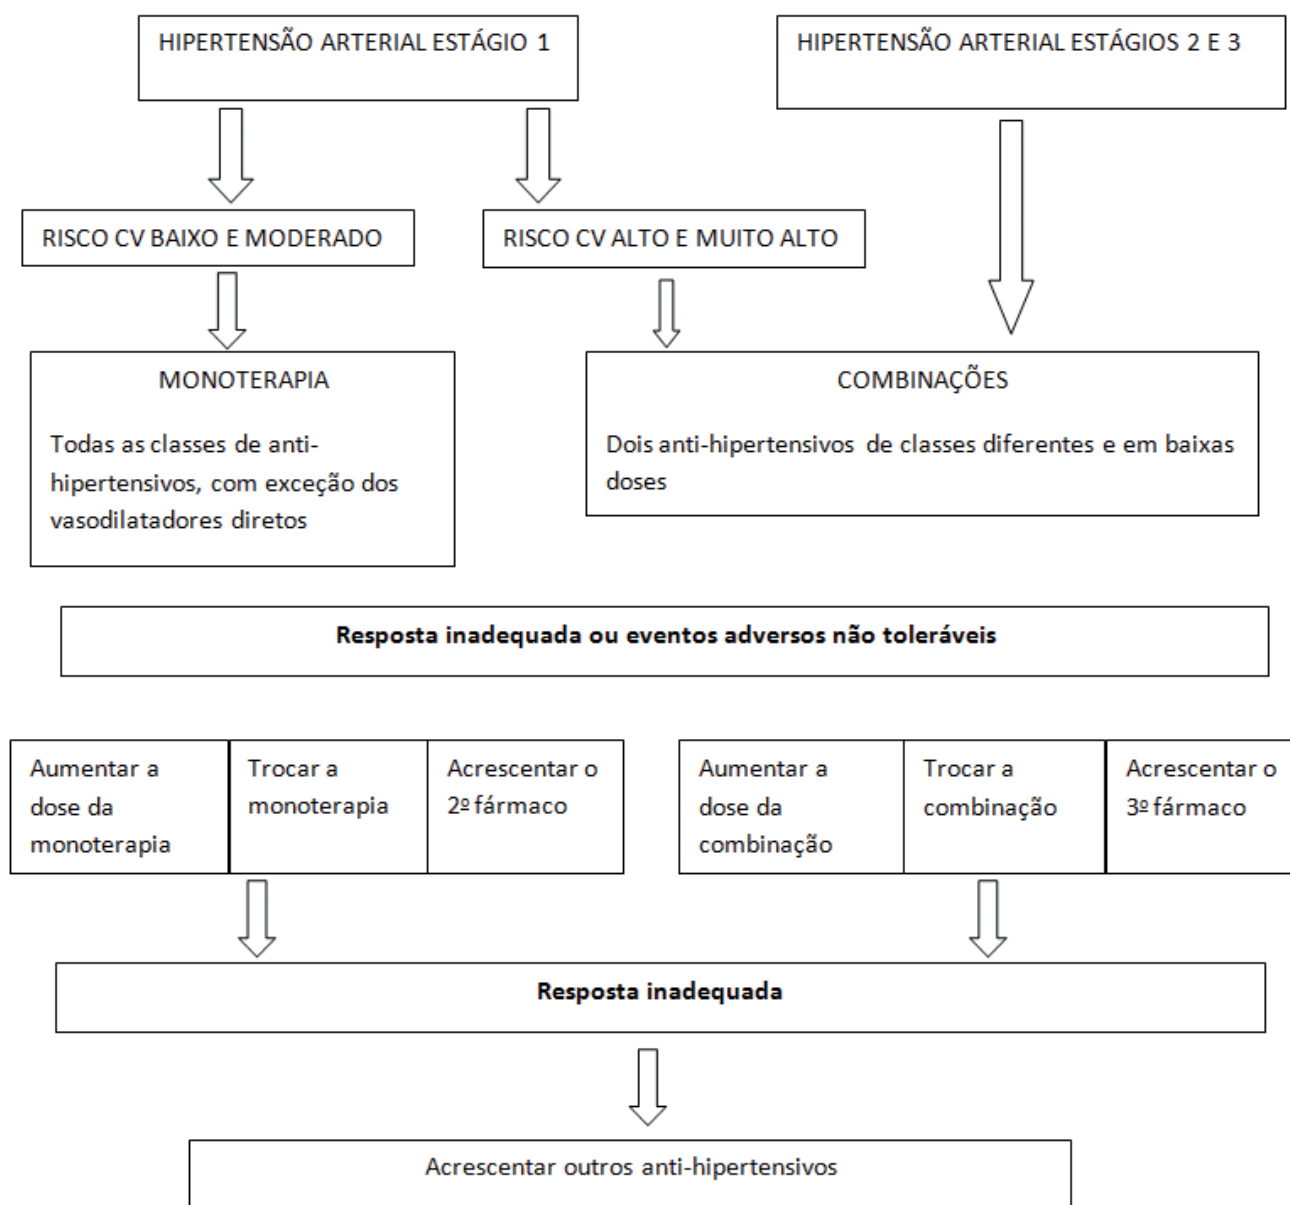 HIPERTENSÃO ARTERIAL ESTÁGIO 1
HIPERTENSÃO ARTERIAL ESTÁGIOS 2 E 3
RISCO CV BAIXO E MODERADO
RISCO CV ALTO E MUITO ALTO
MONOTERAPIA
Todas as classes de anti-
hipertensivos, com exceção dos
vasodilatadores diretos
COMBINAÇÕES
Dois anti-hipertensivos de classes diferentes e em baixas
doses
Resposta inadequada ou eventos adversos não toleráveis
Aumentar a
dose da
monoterapia
Trocar a
monoterapia
Acrescentar o
2º fármaco
Aumentar a
dose da
combinação
Trocar a
combinação
Acrescentar o
3º fármaco
Resposta inadequada
Acrescentar outros anti-hipertensivos